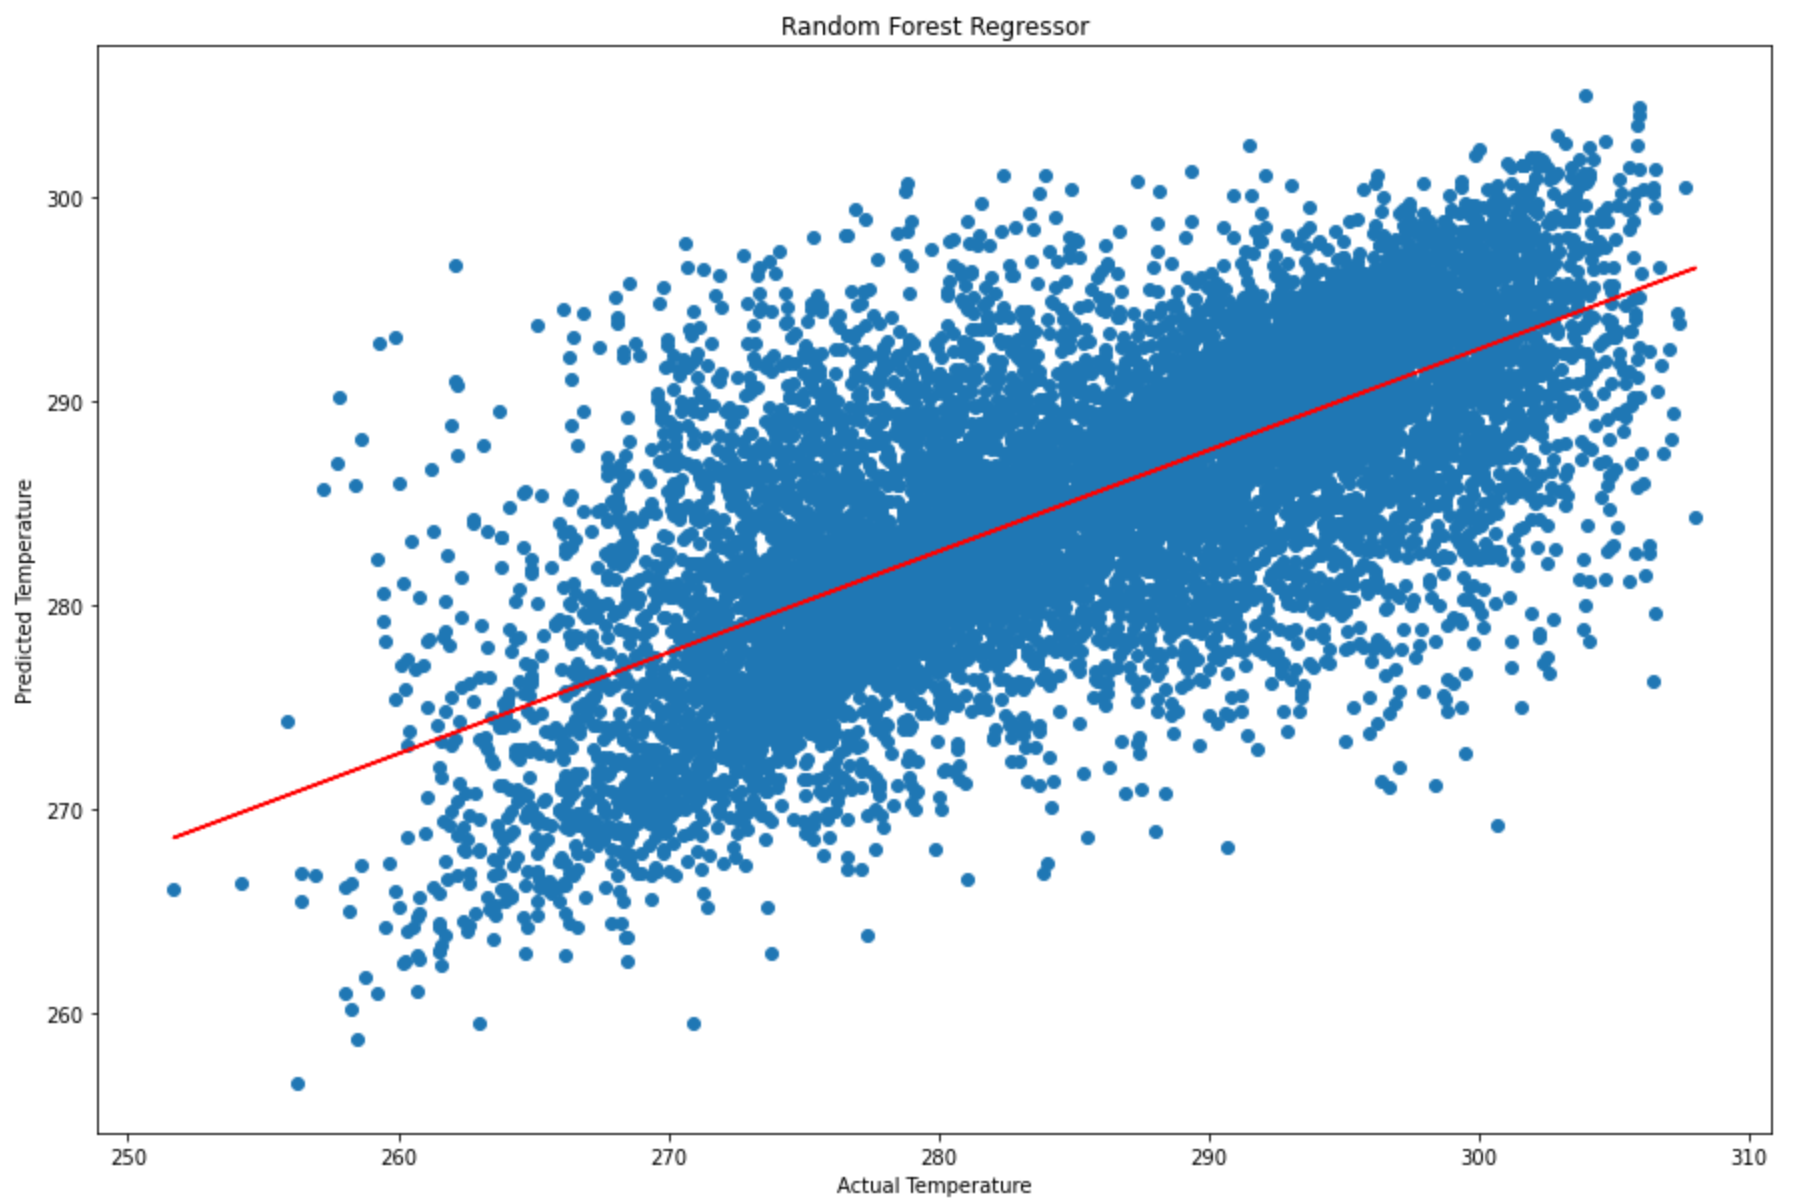 Random Forest Regressor
Predicted Temperature
300
290
280
270
260
250 260 270 280 290 300 310
Actual Temperature